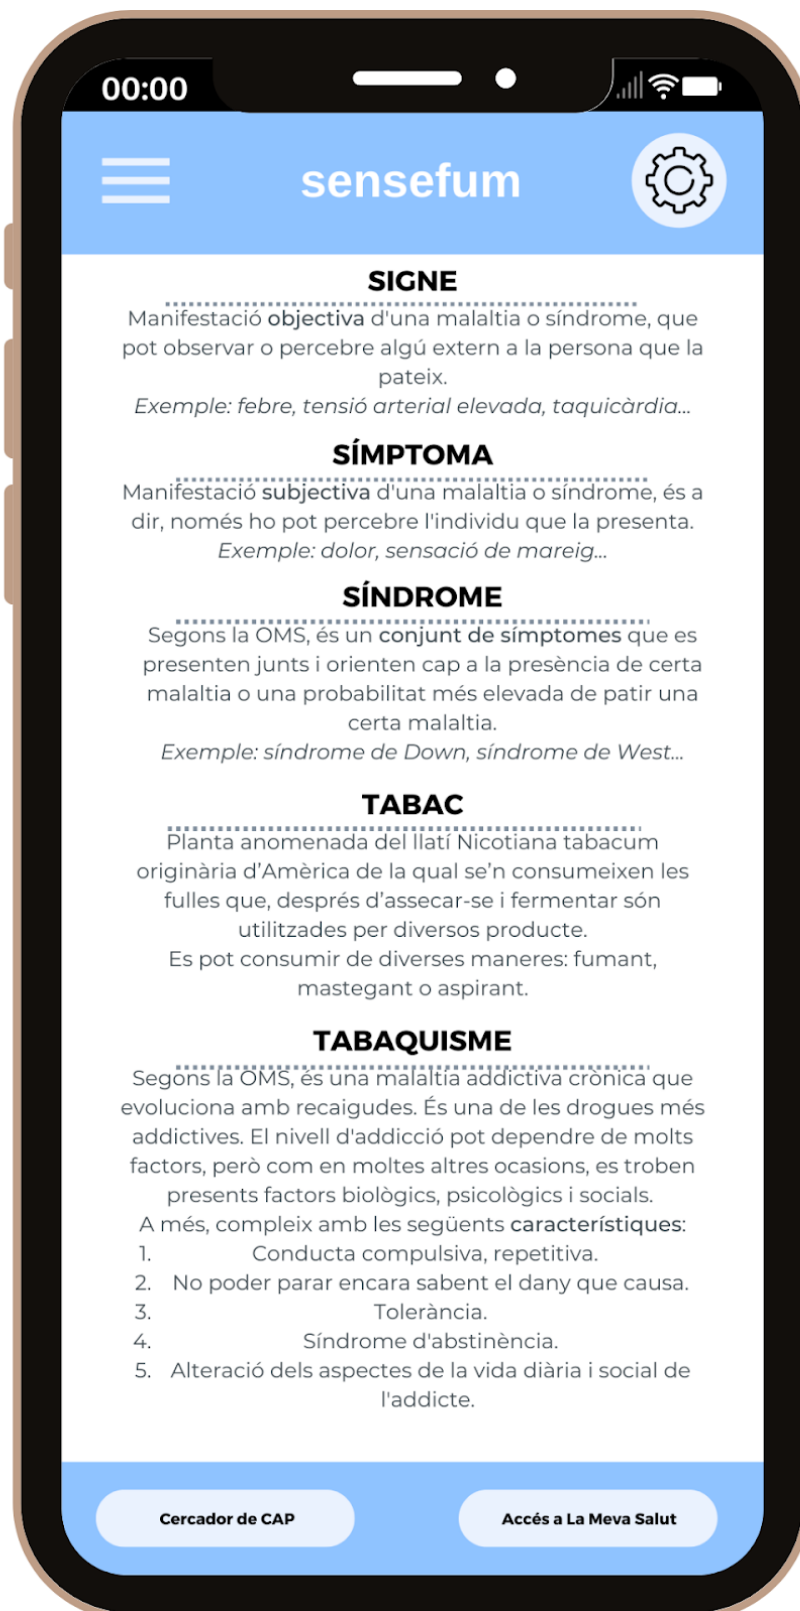 00:00
sensefum
SIGNE
Manifestació objectiva d'una malaltia o síndrome, que
pot observar o percebre algú extern a la persona que la
pateix.
Exemple: febre, tensió arterial elevada, taquicàrdia...
SÍMPTOMA
Manifestació subjectiva d'una malaltia o síndrome, és a
dir, només ho pot percebre l'individu que la presenta.
Exemple: dolor, sensació de mareig...
SÍNDROME
Segons la OMS, és un conjunt de símptomes que es
presenten junts i orienten cap a la presència de certa
malaltia o una probabilitat més elevada de patir una
certa malaltia.
Exemple: síndrome de Down, síndrome de West...
TABAC
Planta anomenada del llatí Nicotiana tabacum
originària d’Amèrica de la qual se’n consumeixen les
fulles que, després d’assecar-se i fermentar són
utilitzades per diversos producte.
Es pot consumir de diverses maneres: fumant,
mastegant o aspirant.
TABAQUISME
Segons la OMS, és una malaltia addictiva crònica que
evoluciona amb recaigudes. És una de les drogues més
addictives. El nivell d'addicció pot dependre de molts
factors, però com en moltes altres ocasions, es troben
presents factors biològics, psicològics i socials.
A més, compleix amb les següents característiques:
1. Conducta compulsiva, repetitiva.
2. No poder parar encara sabent el dany que causa.
3. Tolerància.
4. Síndrome d'abstinència.
5. Alteració dels aspectes de la vida diària i social de
l'addicte.
Cercador de CAP
Accés a La Meva Salut